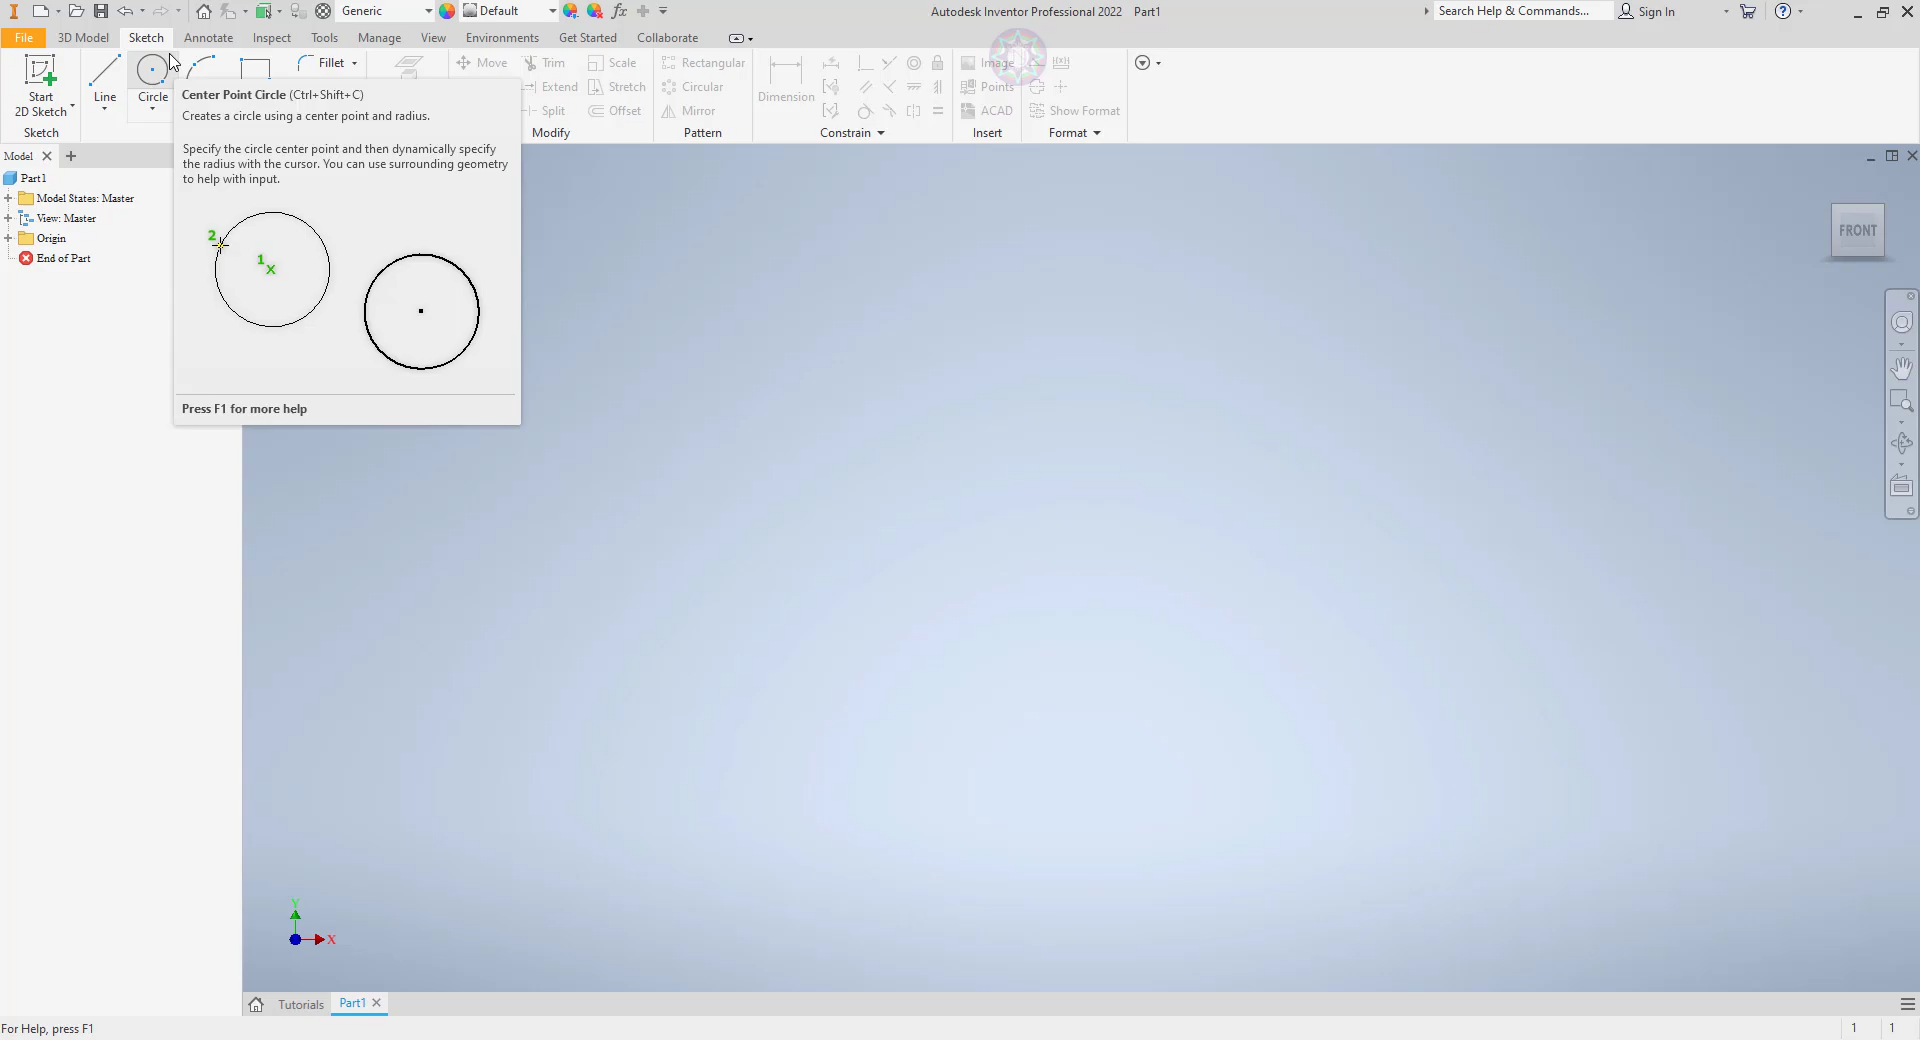 Generic
Default
Autodesk Inventor Professional 2022 Part1
Search Help & Commands...
Sign In
File
3D Model
Sketch
Annotate
Inspect
Tools
Manage
View
Environments
Get Started
Collaborate
Start
2D Sketch
Line
Circle
Fillet
Move
Trim
Scale
Extend
Stretch
Split
Offset
Rectangular
Circular
Mirror
Dimension
Image
Points
ACAD
Show Format
Sketch
Modify
Pattern
Constrain
Insert
Format
Center Point Circle (Ctrl+Shift+C)
Creates a circle using a center point and radius.
Specify the circle center point and then dynamically specify
the radius with the cursor. You can use surrounding geometry
to help with input.
2
1
Press F1 for more help
Model
Part1
Model States: Master
View: Master
Origin
End of Part
FRONT
Y
X
Tutorials
Part1
For Help, press F1
1 1